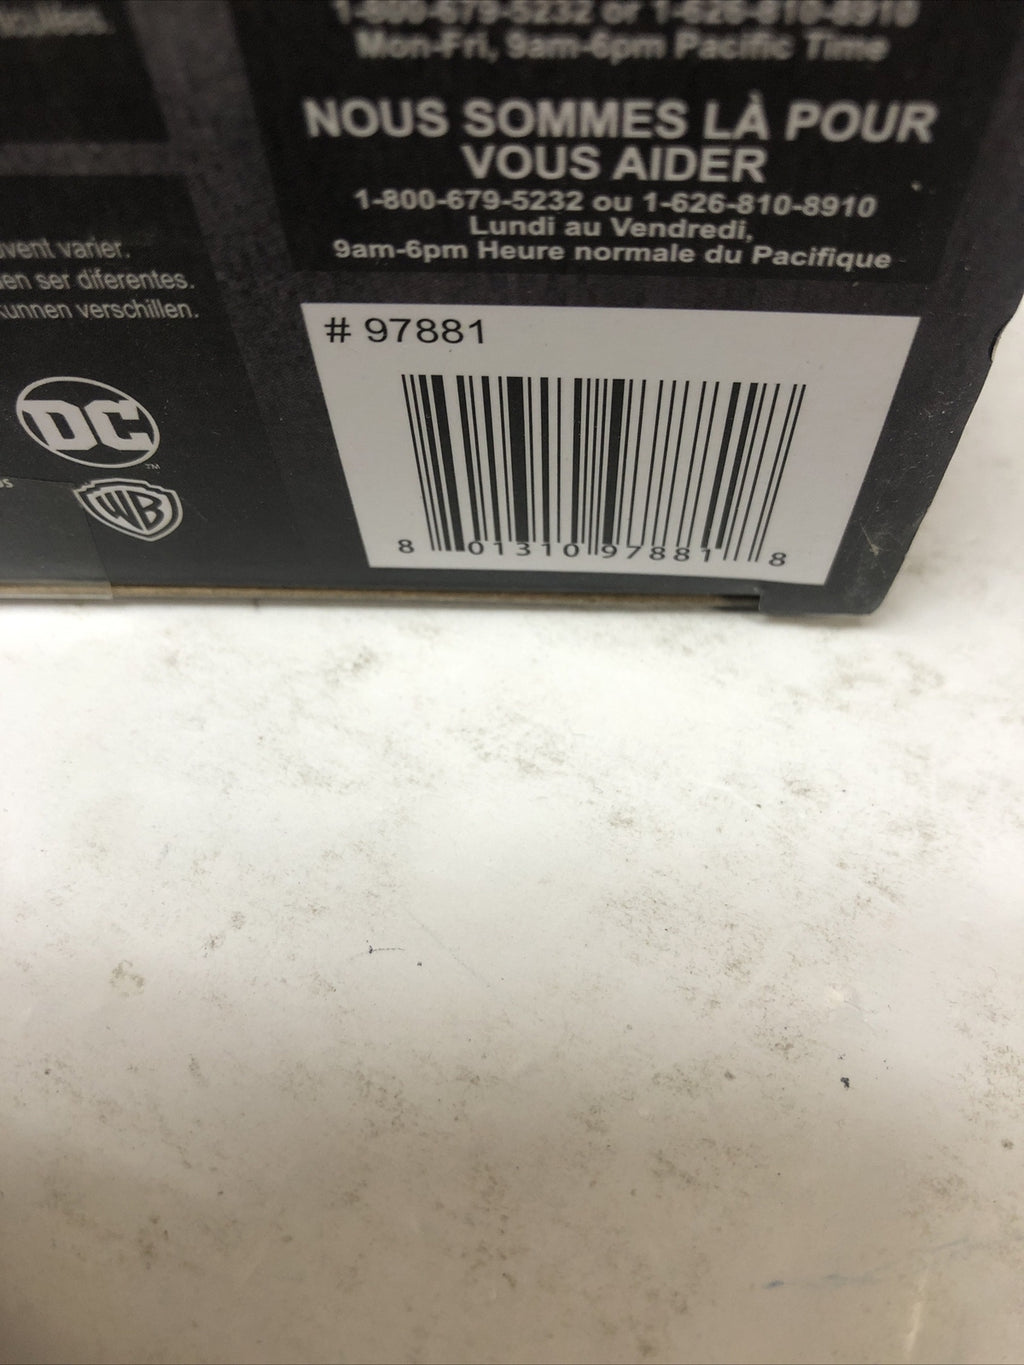 1-800-679-5232 or 1-626-810-8910
Mon-Fri, 9am-6pm Pacific Time
NOUS SOMMES LÀ POUR
VOUS AIDER
1-800-679-5232 ou 1-626-810-8910
Lundi au Vendredi,
9am-6pm Heure normale du Pacifique
varier.
ser diferentes.
kunnen verschillen.
# 97881
8 01310 97881 8
DC
TM
WB